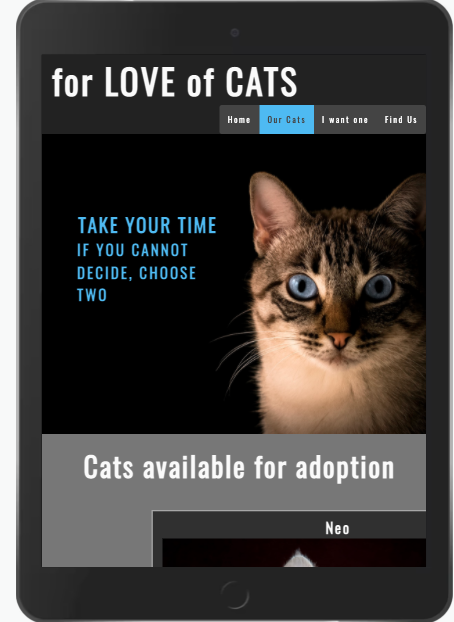 for LOVE of CATS
Home Our Cats I want one Find Us
TAKE YOUR TIME
IF YOU CANNOT
DECIDE, CHOOSE
TWO
Cats available for adoption
Neo